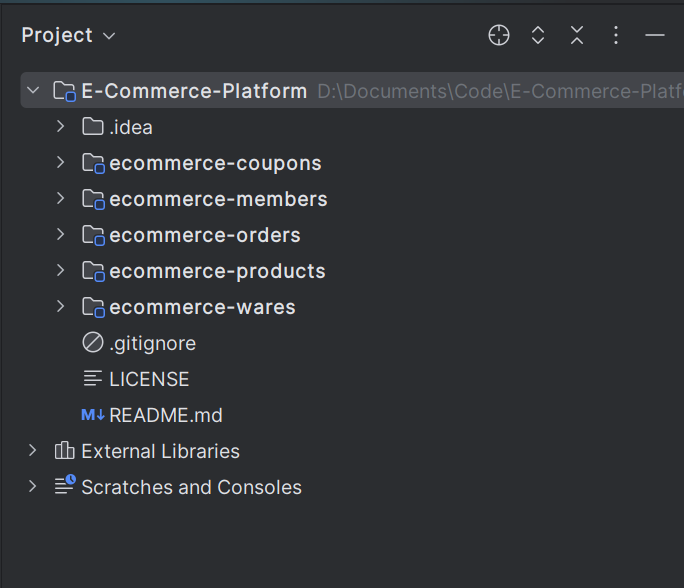 Project
E-Commerce-Platform D:\Documents\Code\E-Commerce-Platf
.idea
ecommerce-coupons
ecommerce-members
ecommerce-orders
ecommerce-products
ecommerce-wares
.gitignore
LICENSE
M↓ README.md
External Libraries
Scratches and Consoles